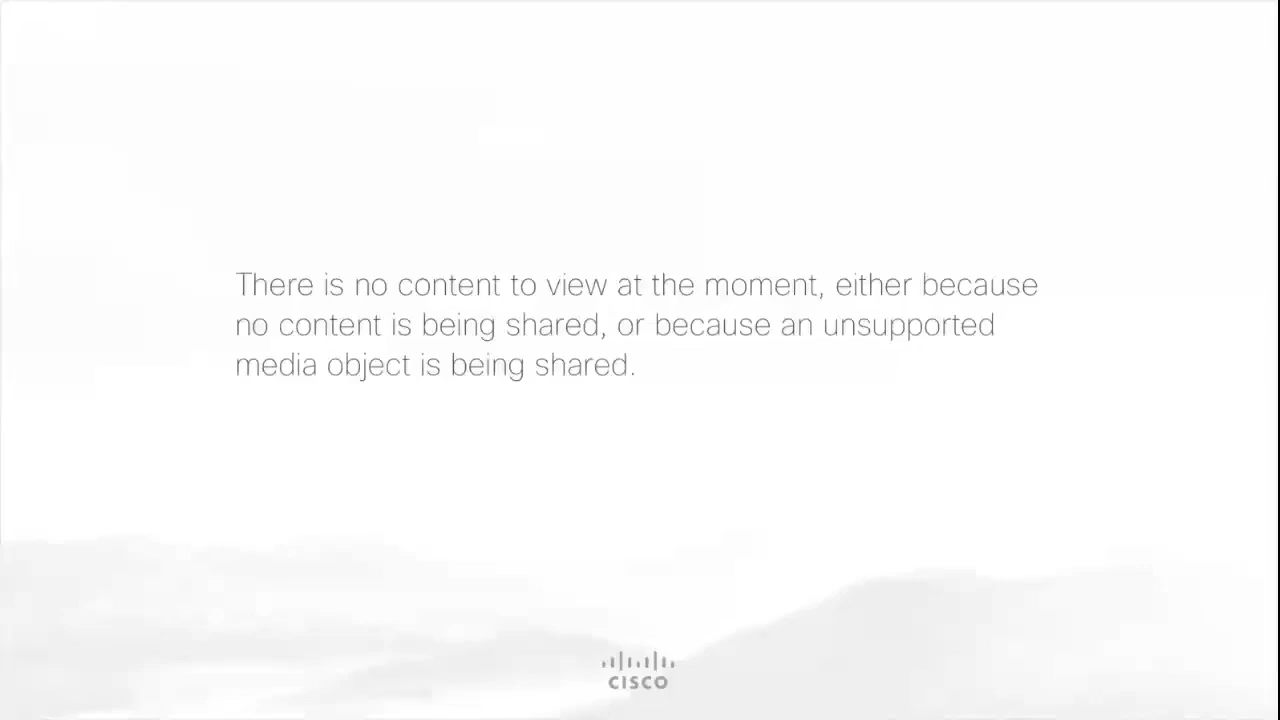 There is no content to view at the moment, either because
no content is being shared, or because an unsupported
media object is being shared.
CISCO